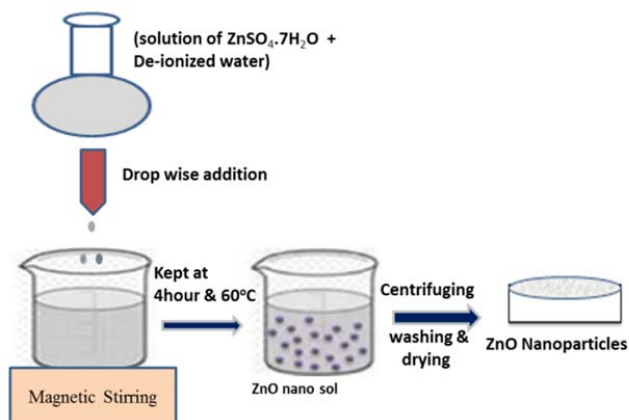 (solution of ZnSO₄.7H₂O +
De-ionized water)
Drop wise addition
Kept at
4hour & 60°C
Centrifuging
washing &
drying
Magnetic Stirring
ZnO nano sol
ZnO Nanoparticles